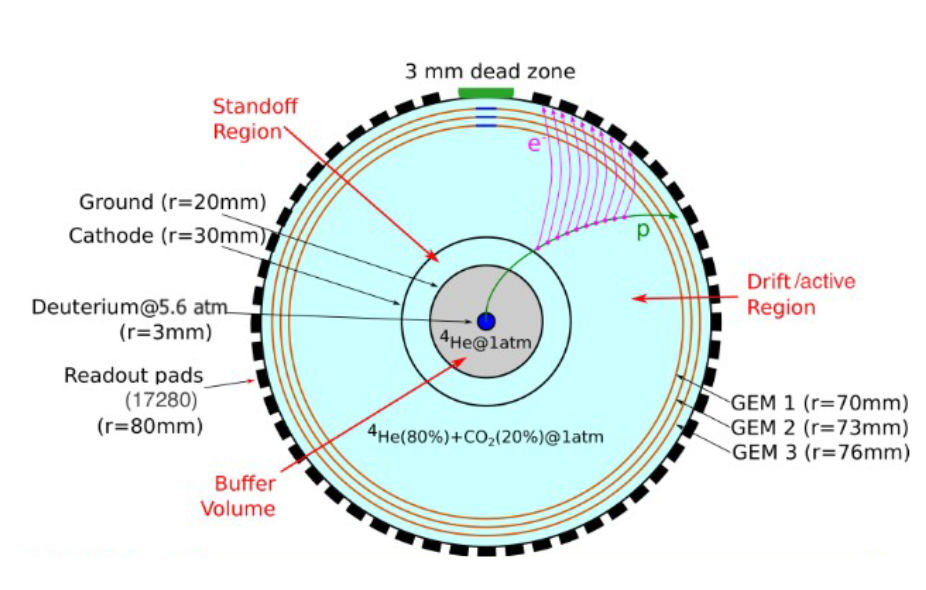 3 mm dead zone
Standoff
Region
e⁻
Ground (r=20mm)
Cathode (r=30mm)
p
Drift/active
Region
Deuterium@5.6 atm
(r=3mm)
⁴He@1atm
Readout pads
(17280)
(r=80mm)
GEM 1 (r=70mm)
GEM 2 (r=73mm)
GEM 3 (r=76mm)
⁴He(80%)+CO₂(20%)@1atm
Buffer
Volume